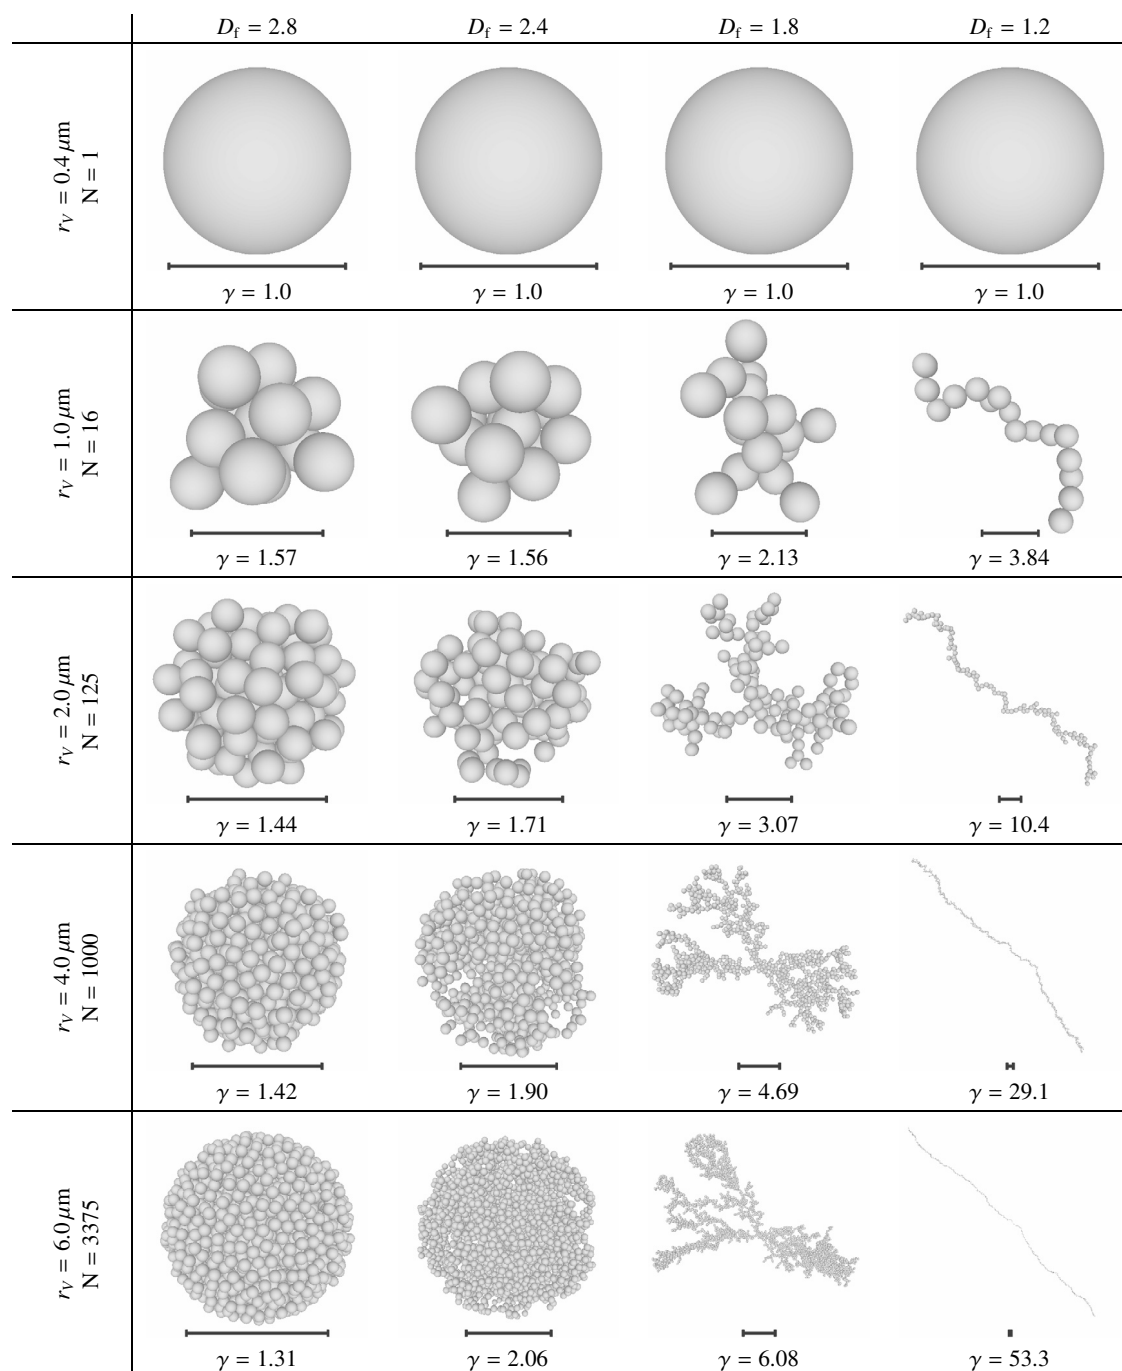 D_f = 2.8 D_f = 2.4 D_f = 1.8 D_f = 1.2
r_V = 0.4 μm
N = 1
γ = 1.0 γ = 1.0 γ = 1.0 γ = 1.0
r_V = 1.0 μm
N = 16
γ = 1.57 γ = 1.56 γ = 2.13 γ = 3.84
r_V = 2.0 μm
N = 125
γ = 1.44 γ = 1.71 γ = 3.07 γ = 10.4
r_V = 4.0 μm
N = 1000
γ = 1.42 γ = 1.90 γ = 4.69 γ = 29.1
r_V = 6.0 μm
N = 3375
γ = 1.31 γ = 2.06 γ = 6.08 γ = 53.3